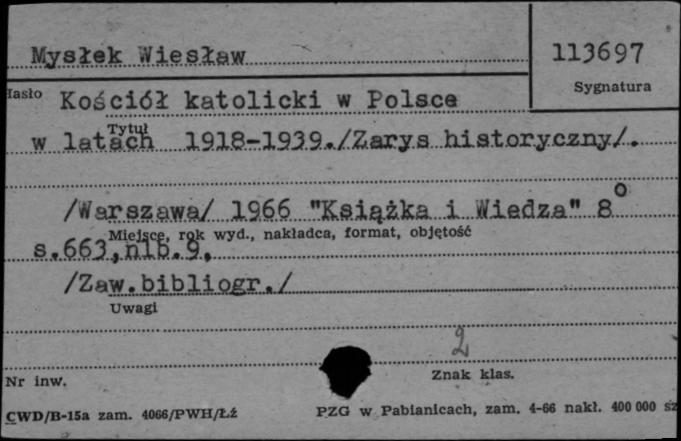 Mysłek Wiesław
113697
Hasło
Sygnatura
Kościół katolicki w Polsce
Tytuł
w latach 1918-1939./Zarys historyczny/.
/Warszawa/ 1966 "Książka i Wiedza" 8°
Miejsce, rok wyd., nakładca, format, objętość
s.663,nlb.9,
/Zaw.bibliogr./
Uwagi
2
Nr inw.
Znak klas.
CWD/B-15a zam. 4066/PWH/Łż
PZG w Pabianicach, zam. 4-66 nakł. 400 000 sz